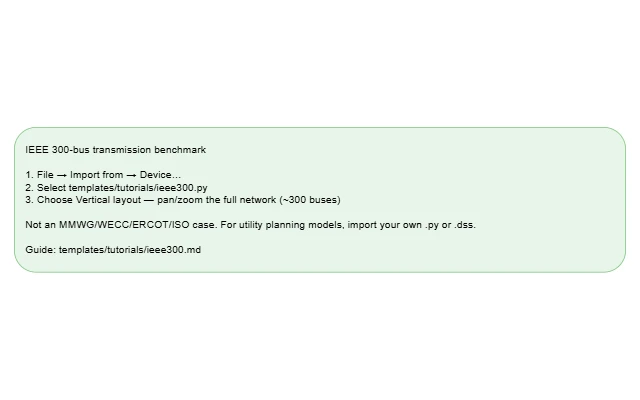 IEEE 300-bus transmission benchmark
1. File → Import from → Device...
2. Select templates/tutorials/ieee300.py
3. Choose Vertical layout — pan/zoom the full network (~300 buses)
Not an MMWG/WECC/ERCOT/ISO case. For utility planning models, import your own .py or .dss.
Guide: templates/tutorials/ieee300.md